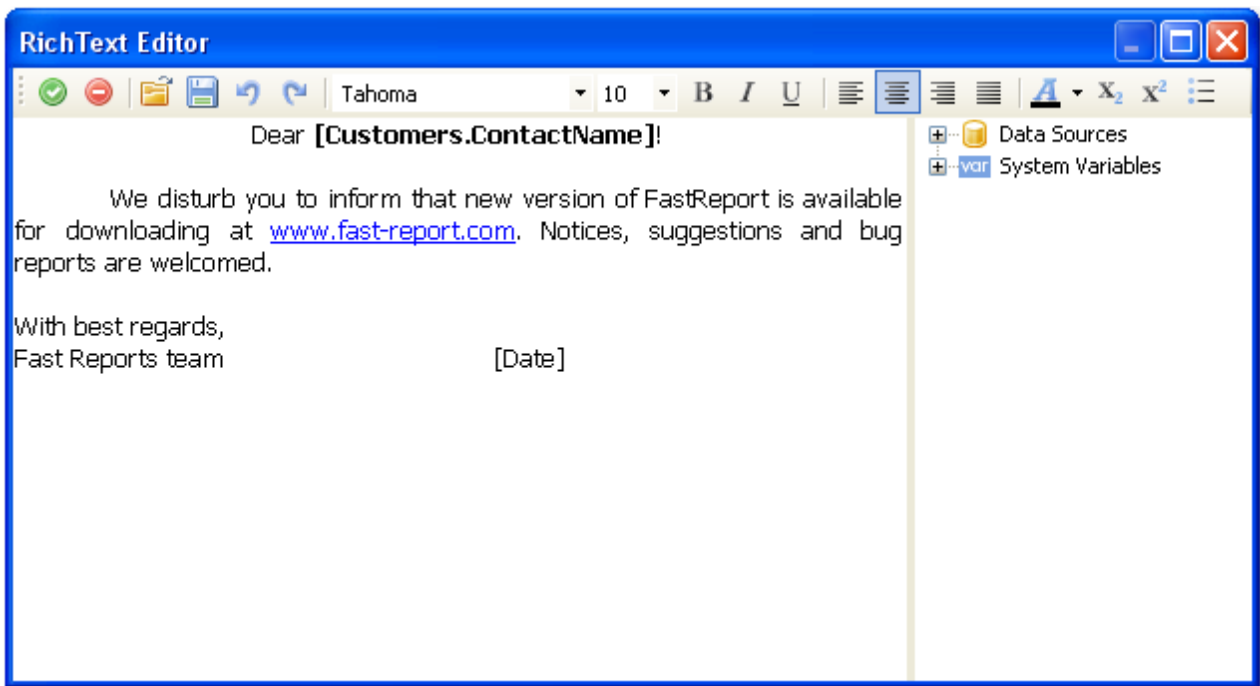 RichText Editor
Tahoma 10 B I U A X₂ X²
Dear [Customers.ContactName]!
We disturb you to inform that new version of FastReport is available
for downloading at www.fast-report.com. Notices, suggestions and bug
reports are welcomed.
With best regards,
Fast Reports team [Date]
Data Sources
var System Variables